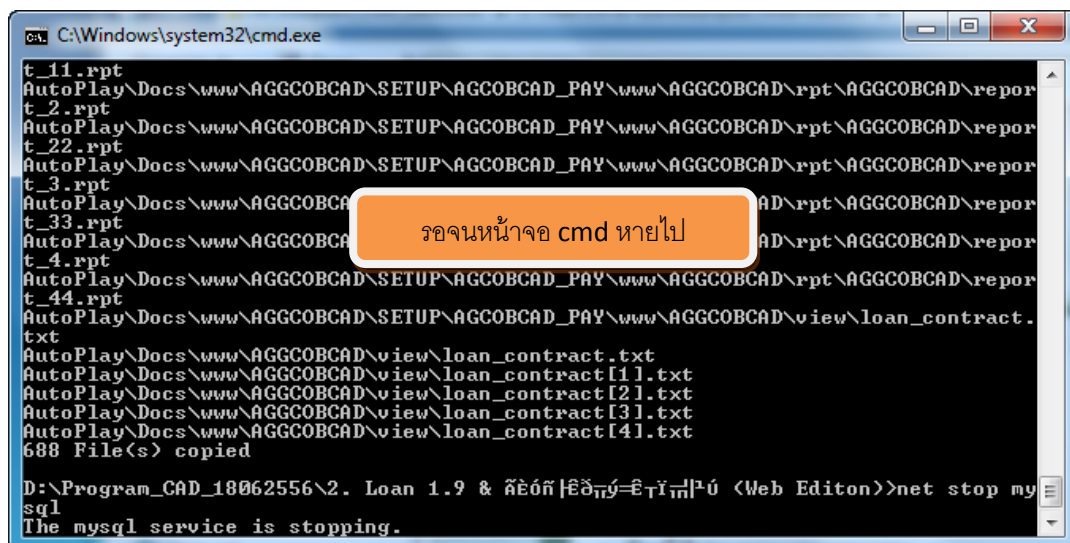 C:\Windows\system32\cmd.exe
t_11.rpt
AutoPlay\Docs\www\AGGCOBCAD\SETUP\AGCOBCAD_PAY\www\AGGCOBCAD\rpt\AGGCOBCAD\repor
t_2.rpt
AutoPlay\Docs\www\AGGCOBCAD\SETUP\AGCOBCAD_PAY\www\AGGCOBCAD\rpt\AGGCOBCAD\repor
t_22.rpt
AutoPlay\Docs\www\AGGCOBCAD\SETUP\AGCOBCAD_PAY\www\AGGCOBCAD\rpt\AGGCOBCAD\repor
t_3.rpt
AutoPlay\Docs\www\AGGCOBCA AD\rpt\AGGCOBCAD\repor
t_33.rpt
รอจนหน้าจอ cmd หายไป
AutoPlay\Docs\www\AGGCOBCA AD\rpt\AGGCOBCAD\repor
t_4.rpt
AutoPlay\Docs\www\AGGCOBCAD\SETUP\AGCOBCAD_PAY\www\AGGCOBCAD\rpt\AGGCOBCAD\repor
t_44.rpt
AutoPlay\Docs\www\AGGCOBCAD\SETUP\AGCOBCAD_PAY\www\AGGCOBCAD\view\loan_contract.
txt
AutoPlay\Docs\www\AGGCOBCAD\view\loan_contract.txt
AutoPlay\Docs\www\AGGCOBCAD\view\loan_contract[1].txt
AutoPlay\Docs\www\AGGCOBCAD\view\loan_contract[2].txt
AutoPlay\Docs\www\AGGCOBCAD\view\loan_contract[3].txt
AutoPlay\Docs\www\AGGCOBCAD\view\loan_contract[4].txt
688 File(s) copied
D:\Program_CAD_18062556\2. Loan 1.9 & (Web Editon)>net stop my
sql
The mysql service is stopping.